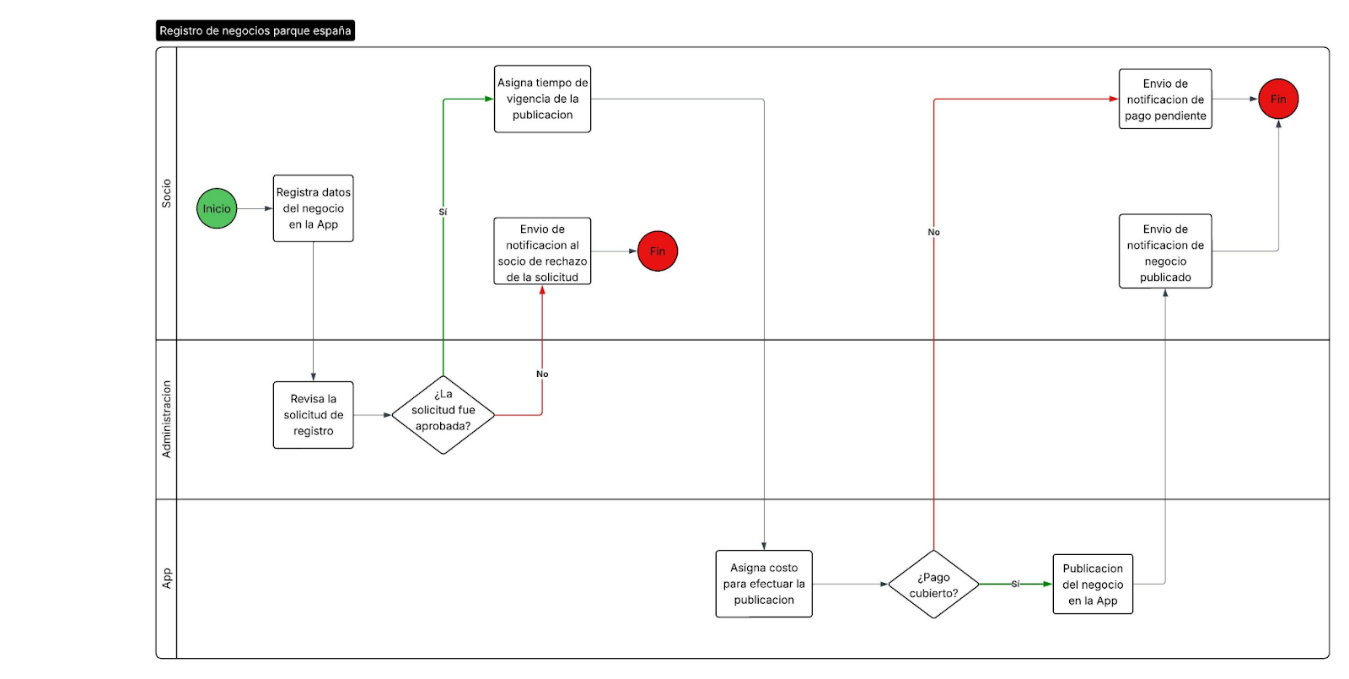 Registro de negocios parque españa
Socio
Inicio
Registra datos
del negocio
en la App
Asigna tiempo de
vigencia de la
publicacion
Sí
Envio de
notificacion al
socio de rechazo
de la solicitud
Fin
No
Envio de
notificacion de
pago pendiente
Fin
No
Envio de
notificacion de
negocio
publicado
Administracion
Revisa la
solicitud de
registro
¿La
solicitud fue
aprobada?
App
Asigna costo
para efectuar la
publicacion
¿Pago
cubierto?
Sí
Publicacion
del negocio
en la App